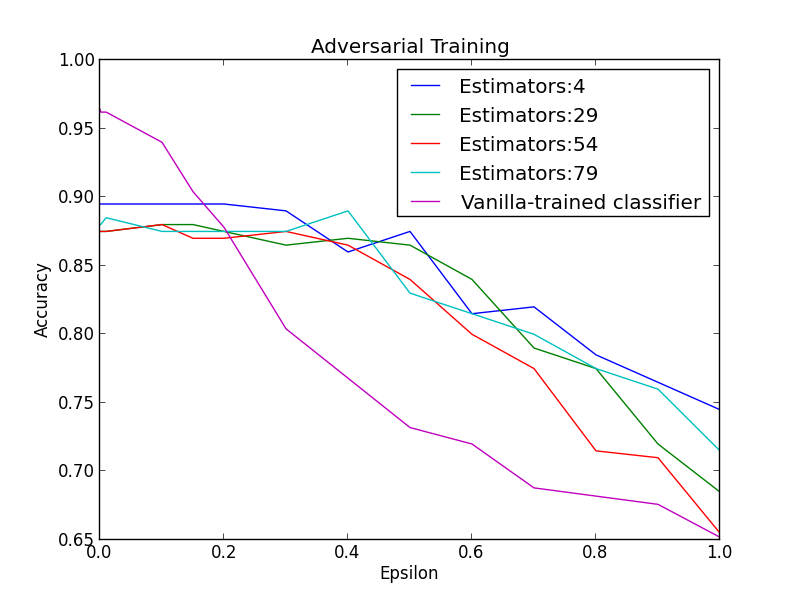 Adversarial Training
1.00
0.95
0.90
0.85
0.80
0.75
0.70
0.65
Accuracy
Estimators:4
Estimators:29
Estimators:54
Estimators:79
Vanilla-trained classifier
0.0 0.2 0.4 0.6 0.8 1.0
Epsilon